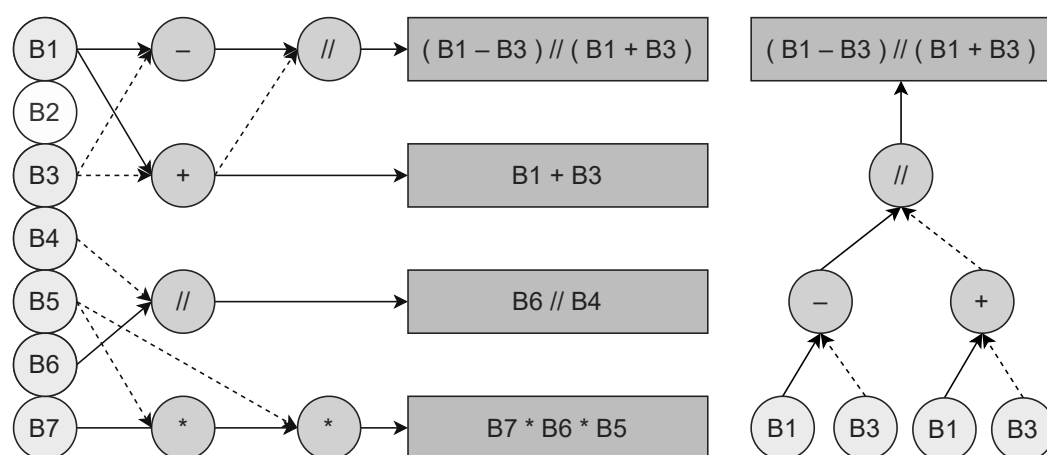 B1
–
//
( B1 – B3 ) // ( B1 + B3 )
B2
B3
+
B1 + B3
B4
B5
//
B6 // B4
B6
B7
*
*
B7 * B6 * B5
( B1 – B3 ) // ( B1 + B3 )
//
–
+
B1
B3
B1
B3